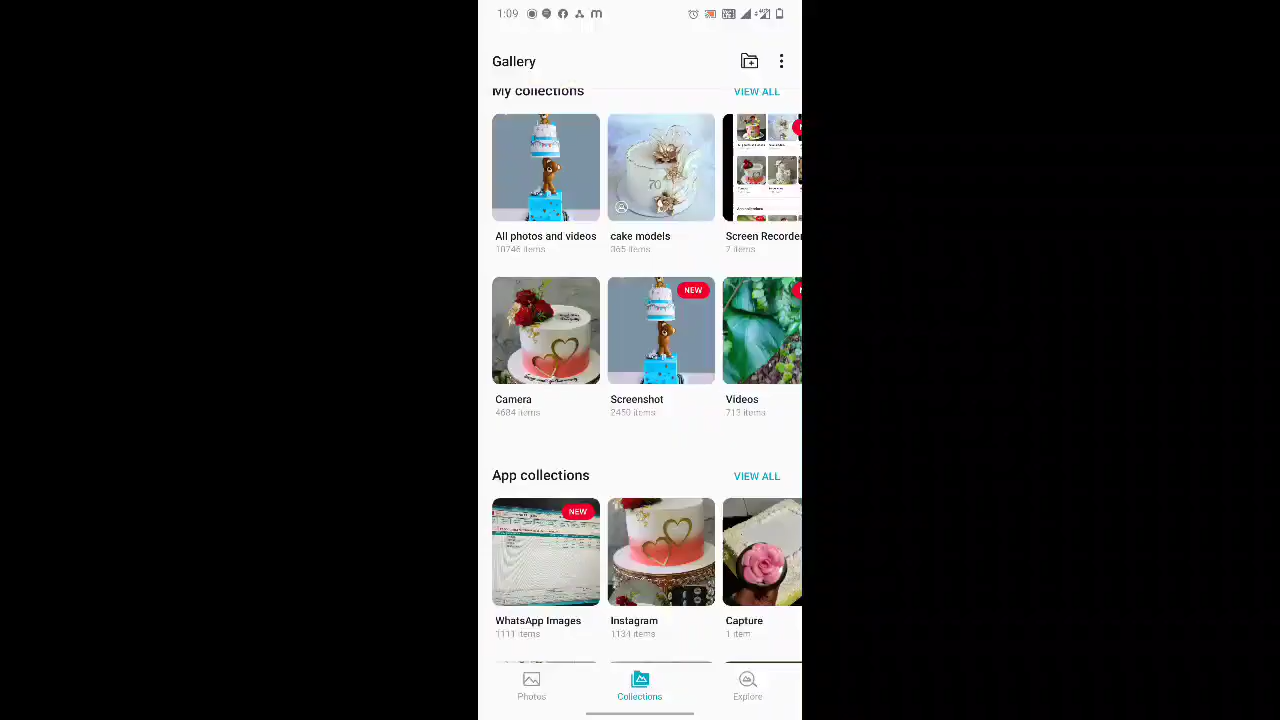 1:09
Gallery
My collections VIEW ALL
All photos and videos
10746 items
cake models
365 items
Screen Recorder
7 items
Camera
4684 items
NEW
Screenshot
2450 items
Videos
713 items
App collections VIEW ALL
NEW
WhatsApp Images
1111 items
Instagram
1134 items
Capture
1 item
Photos
Collections
Explore